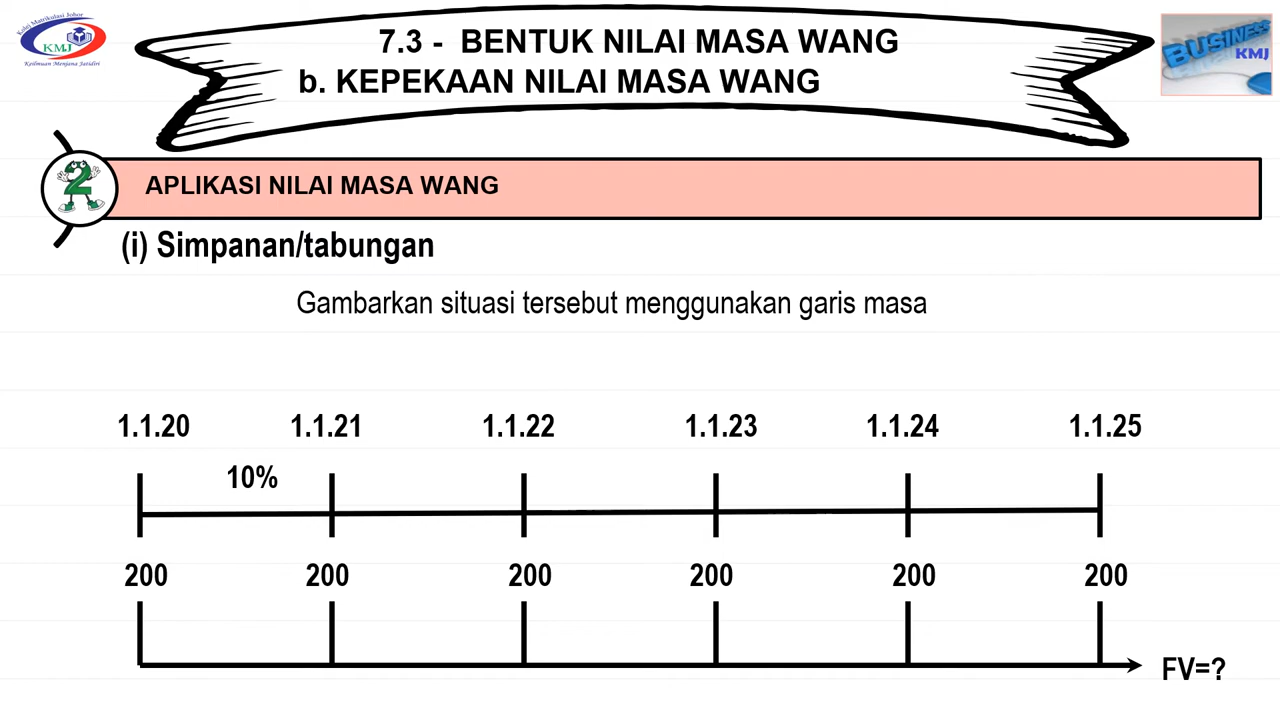 Kolej Matrikulasi Johor
KMJ
Keilmuan Menjana Jatidiri
7.3 - BENTUK NILAI MASA WANG
b. KEPEKAAN NILAI MASA WANG
BUSINESS
KMJ
2
APLIKASI NILAI MASA WANG
(i) Simpanan/tabungan
Gambarkan situasi tersebut menggunakan garis masa
1.1.20 1.1.21 1.1.22 1.1.23 1.1.24 1.1.25
10%
200 200 200 200 200 200
FV=?